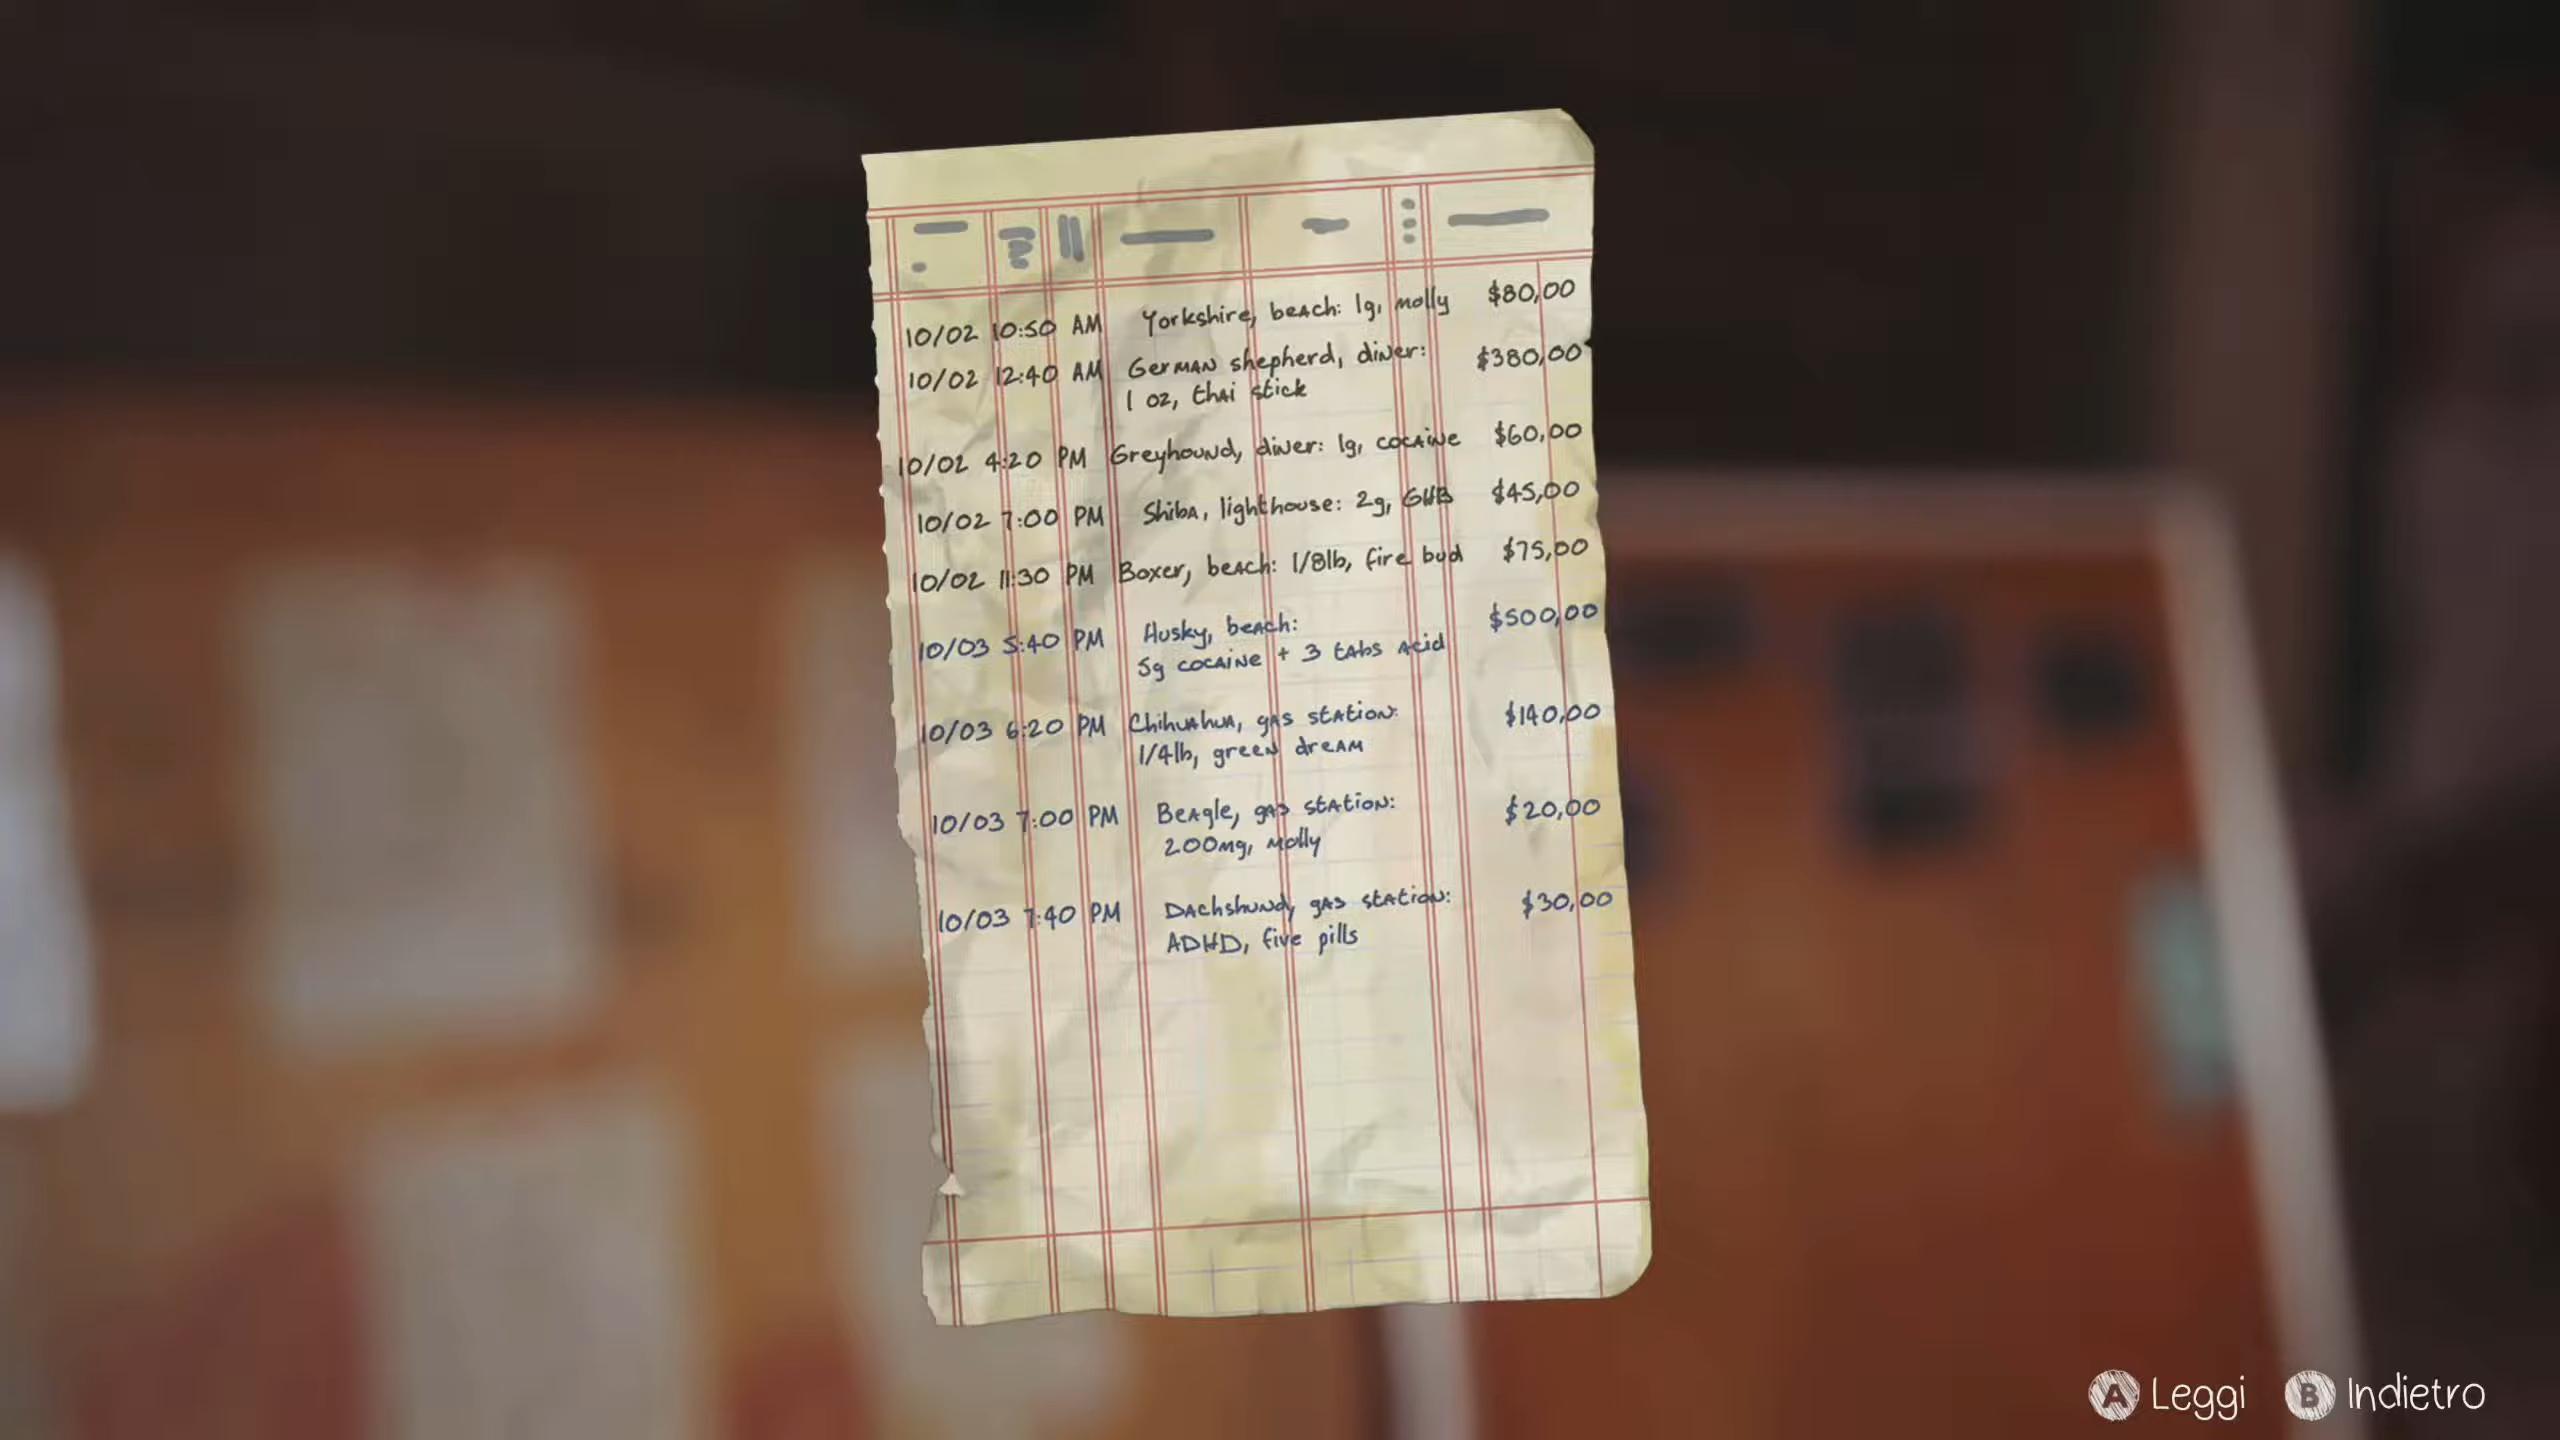 10/02 10:50 AM Yorkshire, beach: 1g, molly $80,00
10/02 12:40 AM German shepherd, diner: $380,00
1 oz, thai stick
10/02 4:20 PM Greyhound, diner: 1g, cocaine $60,00
10/02 7:00 PM Shiba, lighthouse: 2g, GHB $45,00
10/02 11:30 PM Boxer, beach: 1/8lb, fire bud $75,00
10/03 5:40 PM Husky, beach: $500,00
5g cocaine + 3 tabs acid
10/03 6:20 PM Chihuahua, gas station: $140,00
1/4lb, green dream
10/03 7:00 PM Beagle, gas station: $20,00
200mg, molly
10/03 7:40 PM Dachshund, gas station: $30,00
ADHD, five pills
A Leggi B Indietro